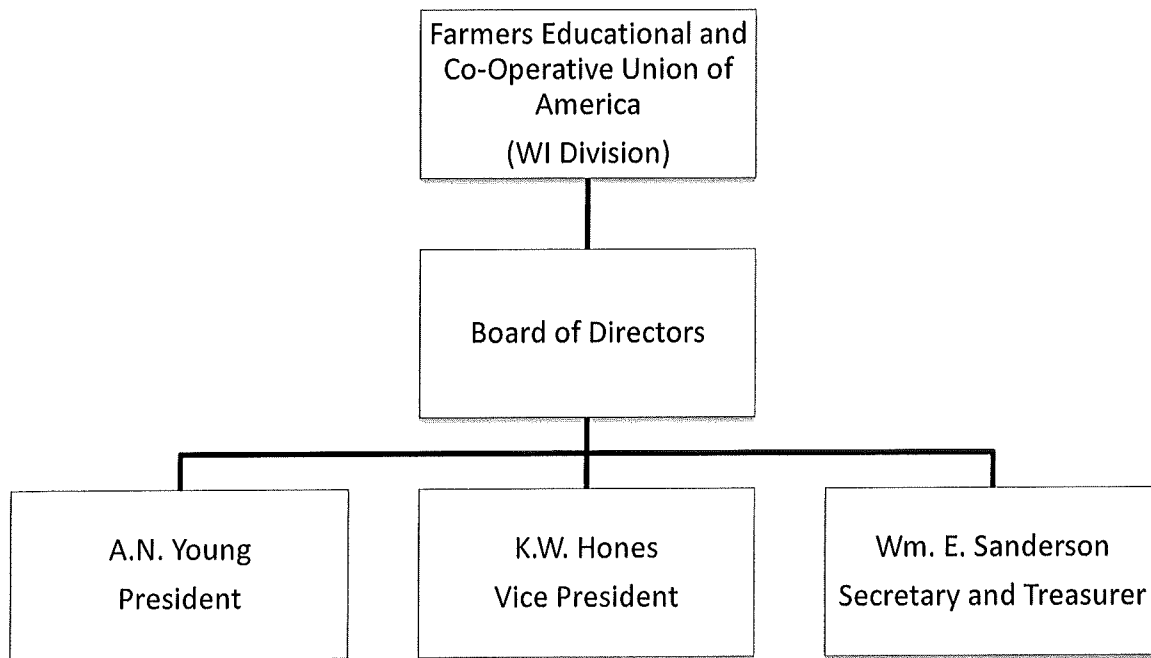 Farmers Educational and
Co-Operative Union of
America
(WI Division)
Board of Directors
A.N. Young
President
K.W. Hones
Vice President
Wm. E. Sanderson
Secretary and Treasurer